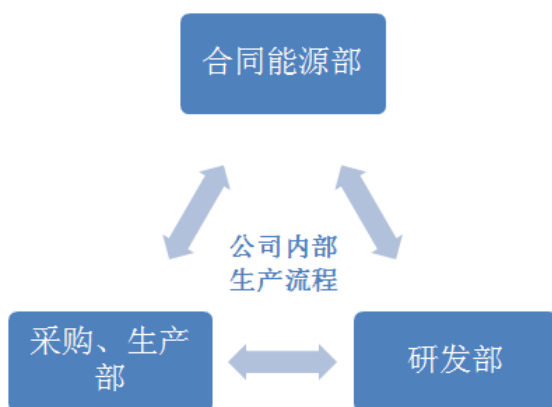 合同能源部
公司内部
生产流程
采购、生产
部
研发部